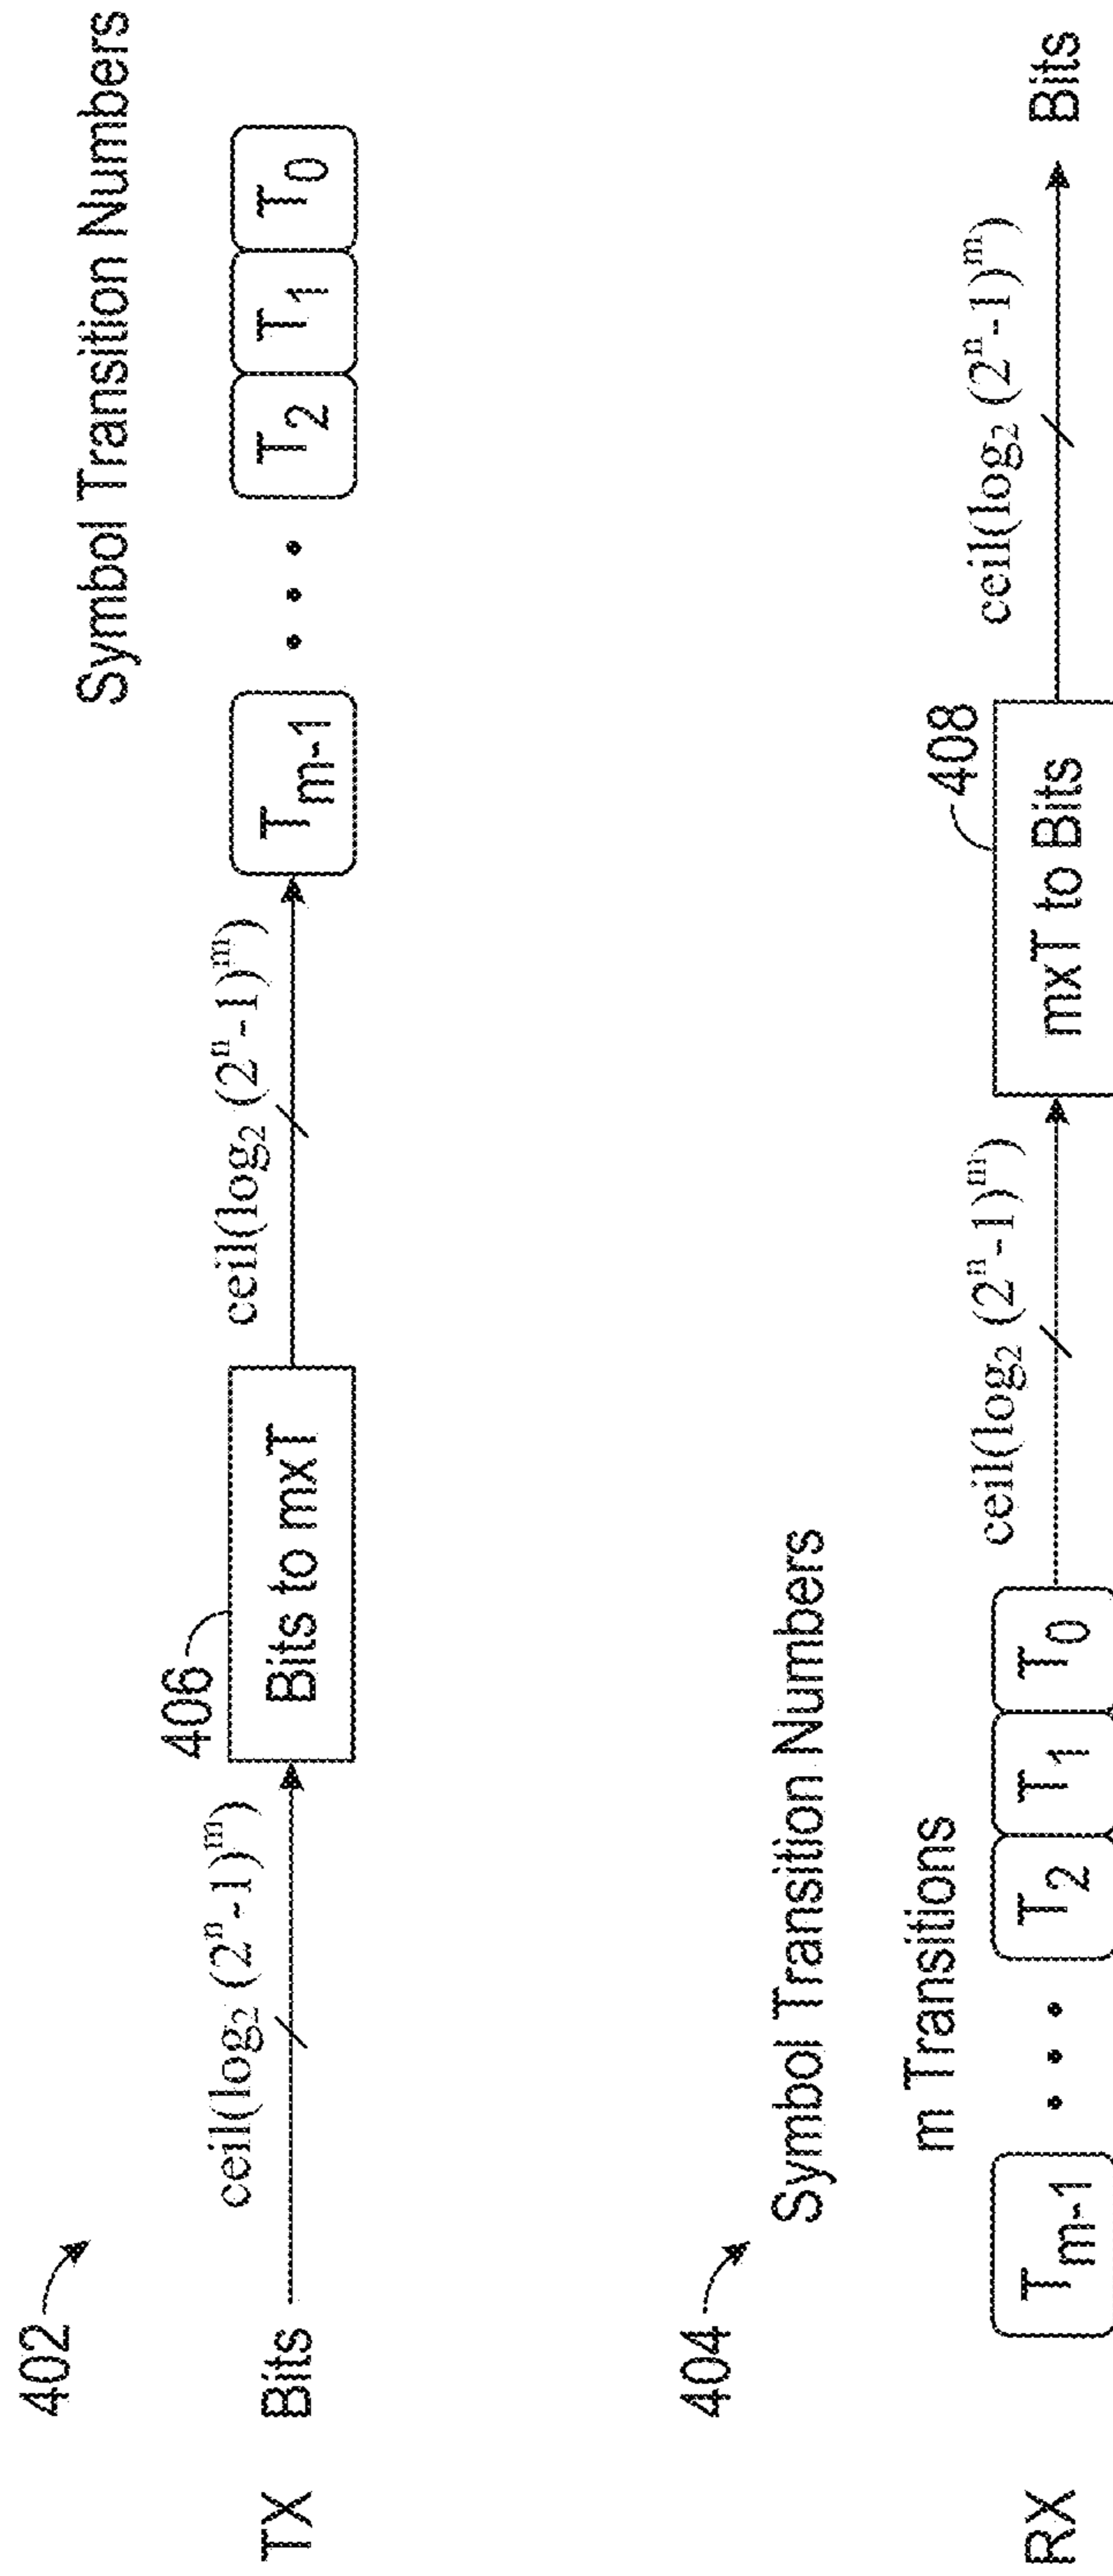 402
Symbol Transition Numbers
TX Bits
ceil(log₂ (2ⁿ-1)ᵐ)
406
Bits to mxT
ceil(log₂ (2ⁿ-1)ᵐ)
Tₘ₋₁ • • • T₂ T₁ T₀
404
Symbol Transition Numbers
m Transitions
RX
Tₘ₋₁ • • • T₂ T₁ T₀
ceil(log₂ (2ⁿ-1)ᵐ)
408
mxT to Bits
ceil(log₂ (2ⁿ-1)ᵐ)
Bits